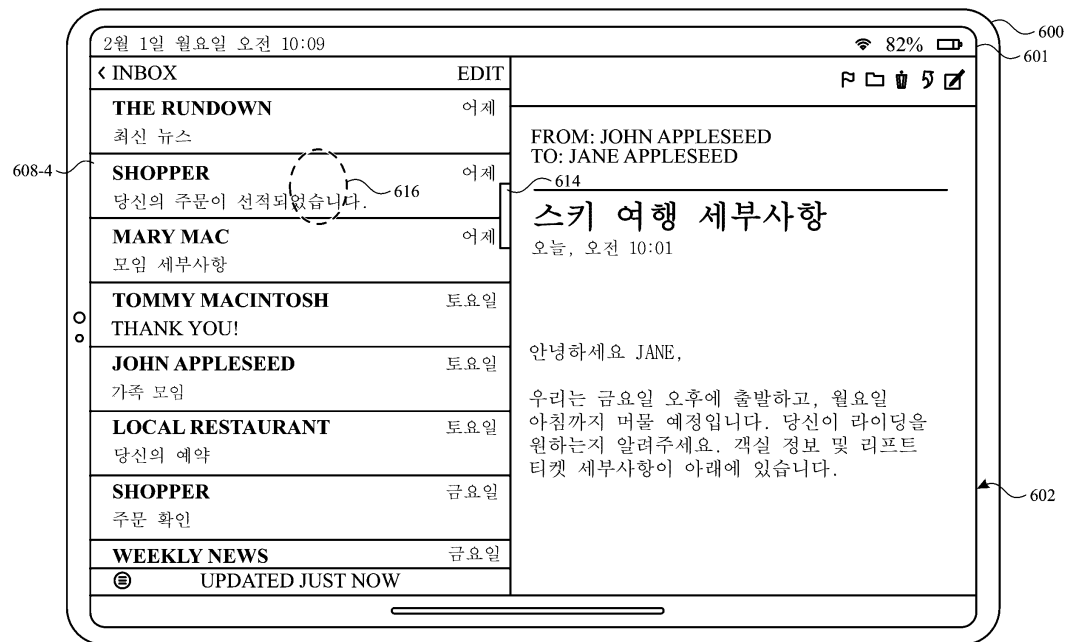 600
2월 1일 월요일 오전 10:09
82%
601
< INBOX
EDIT
THE RUNDOWN
어제
최신 뉴스
608-4
SHOPPER
어제
당신의 주문이 선적되었습니다.
616
614
MARY MAC
어제
모임 세부사항
TOMMY MACINTOSH
토요일
THANK YOU!
JOHN APPLESEED
토요일
가족 모임
LOCAL RESTAURANT
토요일
당신의 예약
SHOPPER
금요일
주문 확인
WEEKLY NEWS
금요일
UPDATED JUST NOW
FROM: JOHN APPLESEED
TO: JANE APPLESEED
스키 여행 세부사항
오늘, 오전 10:01
안녕하세요 JANE,
우리는 금요일 오후에 출발하고, 월요일
아침까지 머물 예정입니다. 당신이 라이딩을
원하는지 알려주세요. 객실 정보 및 리프트
티켓 세부사항이 아래에 있습니다.
602